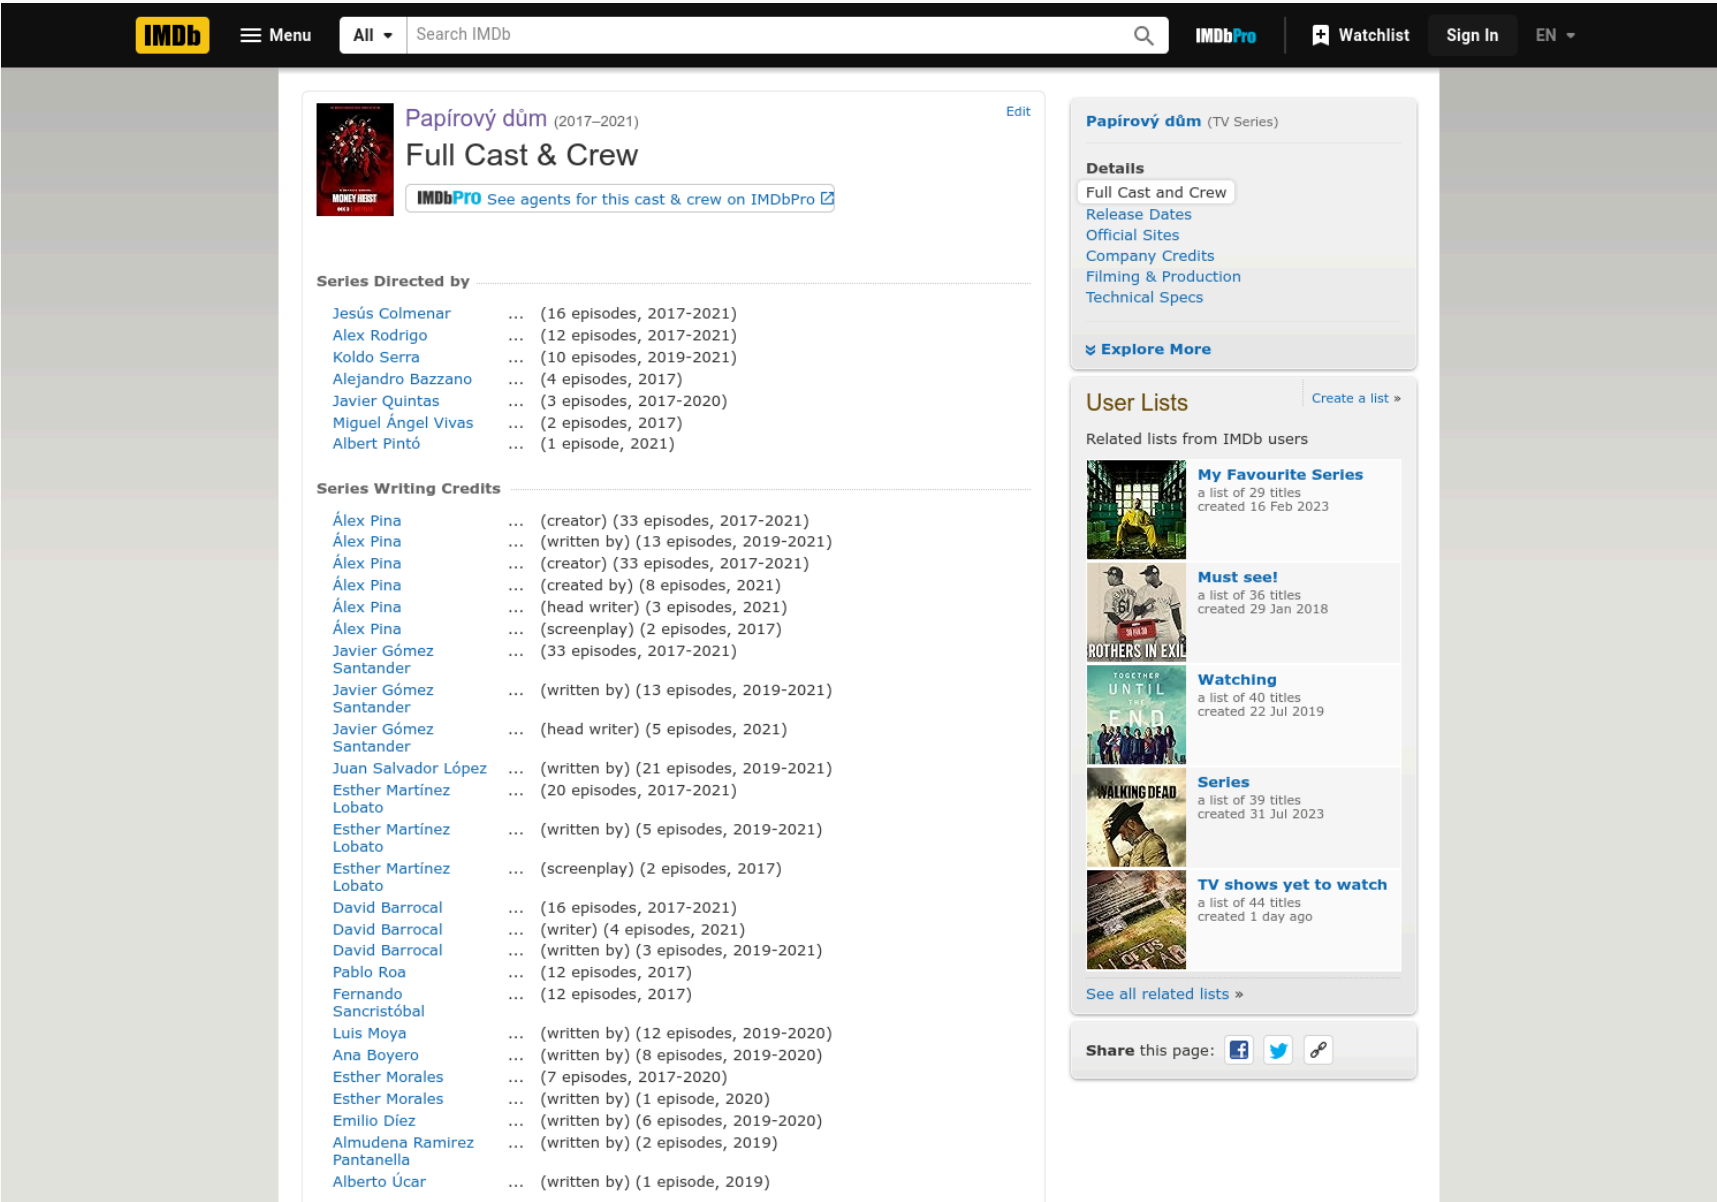 IMDb
Menu
All
Search IMDb
IMDbPro
Watchlist
Sign In
EN
MONEY HEIST
Papírový dům (2017–2021)
Edit
Full Cast & Crew
IMDbPro See agents for this cast & crew on IMDbPro
Series Directed by
Jesús Colmenar ... (16 episodes, 2017-2021)
Alex Rodrigo ... (12 episodes, 2017-2021)
Koldo Serra ... (10 episodes, 2019-2021)
Alejandro Bazzano ... (4 episodes, 2017)
Javier Quintas ... (3 episodes, 2017-2020)
Miguel Ángel Vivas ... (2 episodes, 2017)
Albert Pintó ... (1 episode, 2021)
Series Writing Credits
Álex Pina ... (creator) (33 episodes, 2017-2021)
Álex Pina ... (written by) (13 episodes, 2019-2021)
Álex Pina ... (creator) (33 episodes, 2017-2021)
Álex Pina ... (created by) (8 episodes, 2021)
Álex Pina ... (head writer) (3 episodes, 2021)
Álex Pina ... (screenplay) (2 episodes, 2017)
Javier Gómez ... (33 episodes, 2017-2021)
Santander
Javier Gómez ... (written by) (13 episodes, 2019-2021)
Santander
Javier Gómez ... (head writer) (5 episodes, 2021)
Santander
Juan Salvador López ... (written by) (21 episodes, 2019-2021)
Esther Martínez ... (20 episodes, 2017-2021)
Lobato
Esther Martínez ... (written by) (5 episodes, 2019-2021)
Lobato
Esther Martínez ... (screenplay) (2 episodes, 2017)
Lobato
David Barrocal ... (16 episodes, 2017-2021)
David Barrocal ... (writer) (4 episodes, 2021)
David Barrocal ... (written by) (3 episodes, 2019-2021)
Pablo Roa ... (12 episodes, 2017)
Fernando ... (12 episodes, 2017)
Sancristóbal
Luis Moya ... (written by) (12 episodes, 2019-2020)
Ana Boyero ... (written by) (8 episodes, 2019-2020)
Esther Morales ... (7 episodes, 2017-2020)
Esther Morales ... (written by) (1 episode, 2020)
Emilio Díez ... (written by) (6 episodes, 2019-2020)
Almudena Ramirez ... (written by) (2 episodes, 2019)
Pantanella
Alberto Úcar ... (written by) (1 episode, 2019)
Papírový dům (TV Series)
Details
Full Cast and Crew
Release Dates
Official Sites
Company Credits
Filming & Production
Technical Specs
Explore More
User Lists
Create a list »
Related lists from IMDb users
My Favourite Series
a list of 29 titles
created 16 Feb 2023
61
ROTHERS IN EXIL
Must see!
a list of 36 titles
created 29 Jan 2018
TOGETHER
UNTIL
THE
END
Watching
a list of 40 titles
created 22 Jul 2019
WALKING DEAD
Series
a list of 39 titles
created 31 Jul 2023
OF US
TV shows yet to watch
a list of 44 titles
created 1 day ago
See all related lists »
Share this page: